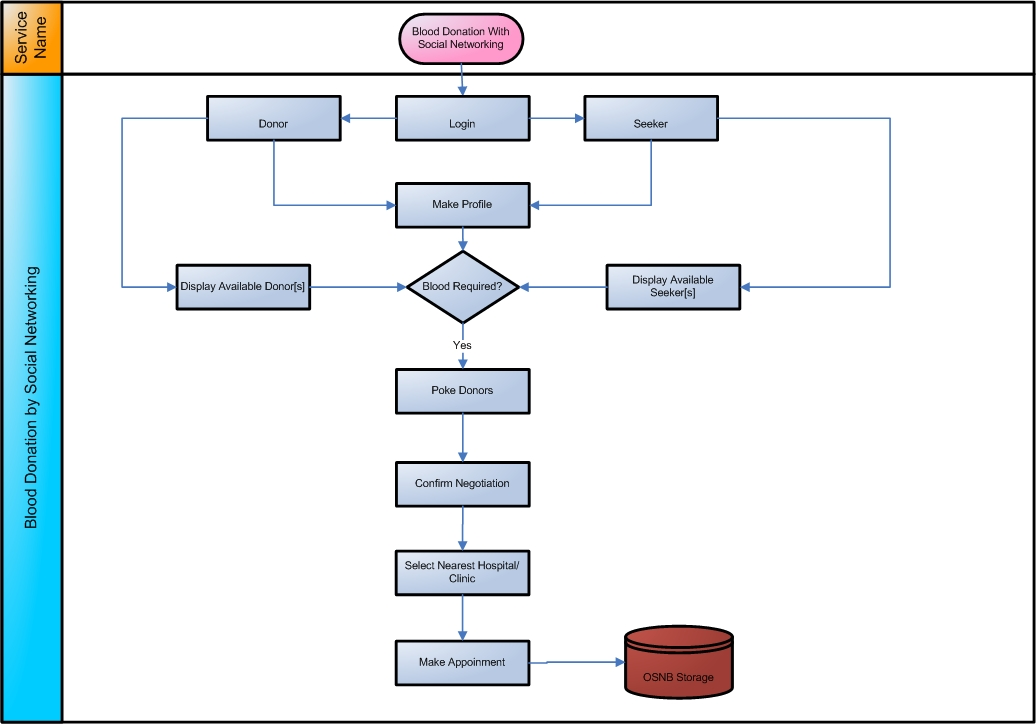 Service
Name
Blood Donation With
Social Networking
Blood Donation by Social Networking
Donor
Login
Seeker
Make Profile
Display Available Donor[s]
Blood Required?
Display Available
Seeker[s]
Yes
Poke Donors
Confirm Negotiation
Select Nearest Hospital/
Clinic
Make Appoinment
OSNB Storage